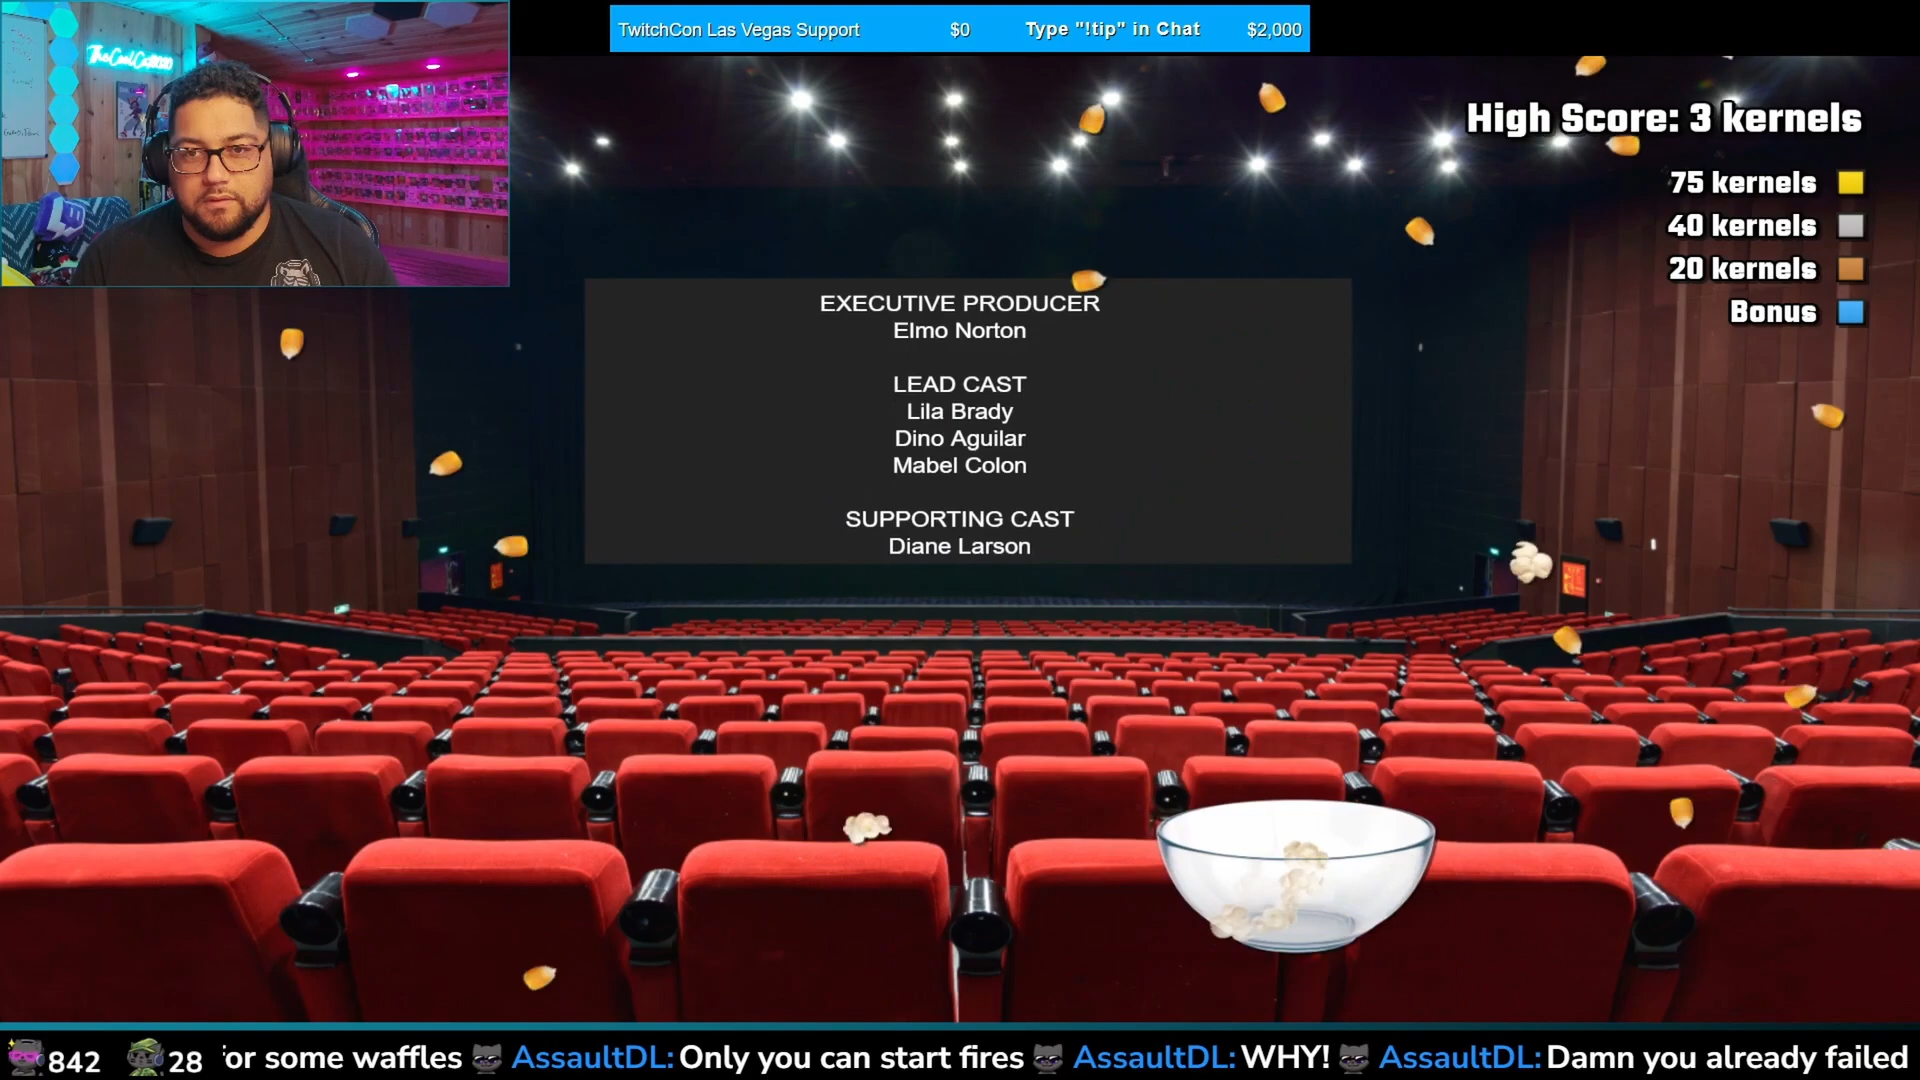 TheCoolCat1020
TwitchCon Las Vegas Support $0 Type "!tip" in Chat $2,000
High Score: 3 kernels
75 kernels
40 kernels
20 kernels
Bonus
EXECUTIVE PRODUCER
Elmo Norton
LEAD CAST
Lila Brady
Dino Aguilar
Mabel Colon
SUPPORTING CAST
Diane Larson
842 28 for some waffles AssaultDL: Only you can start fires AssaultDL: WHY! AssaultDL: Damn you already failed